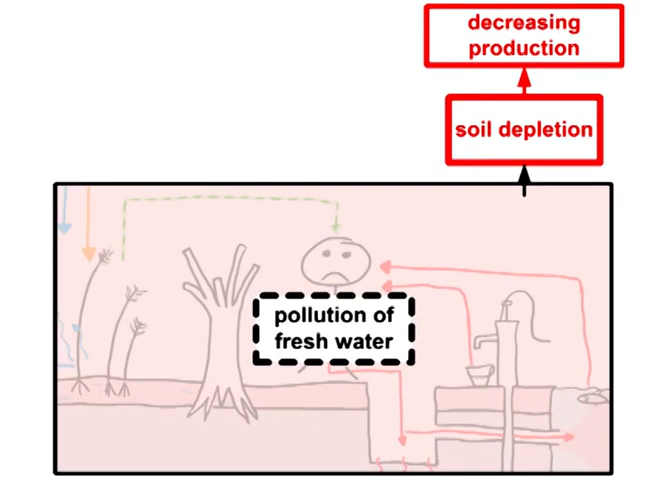 decreasing
production
soil depletion
pollution of
fresh water